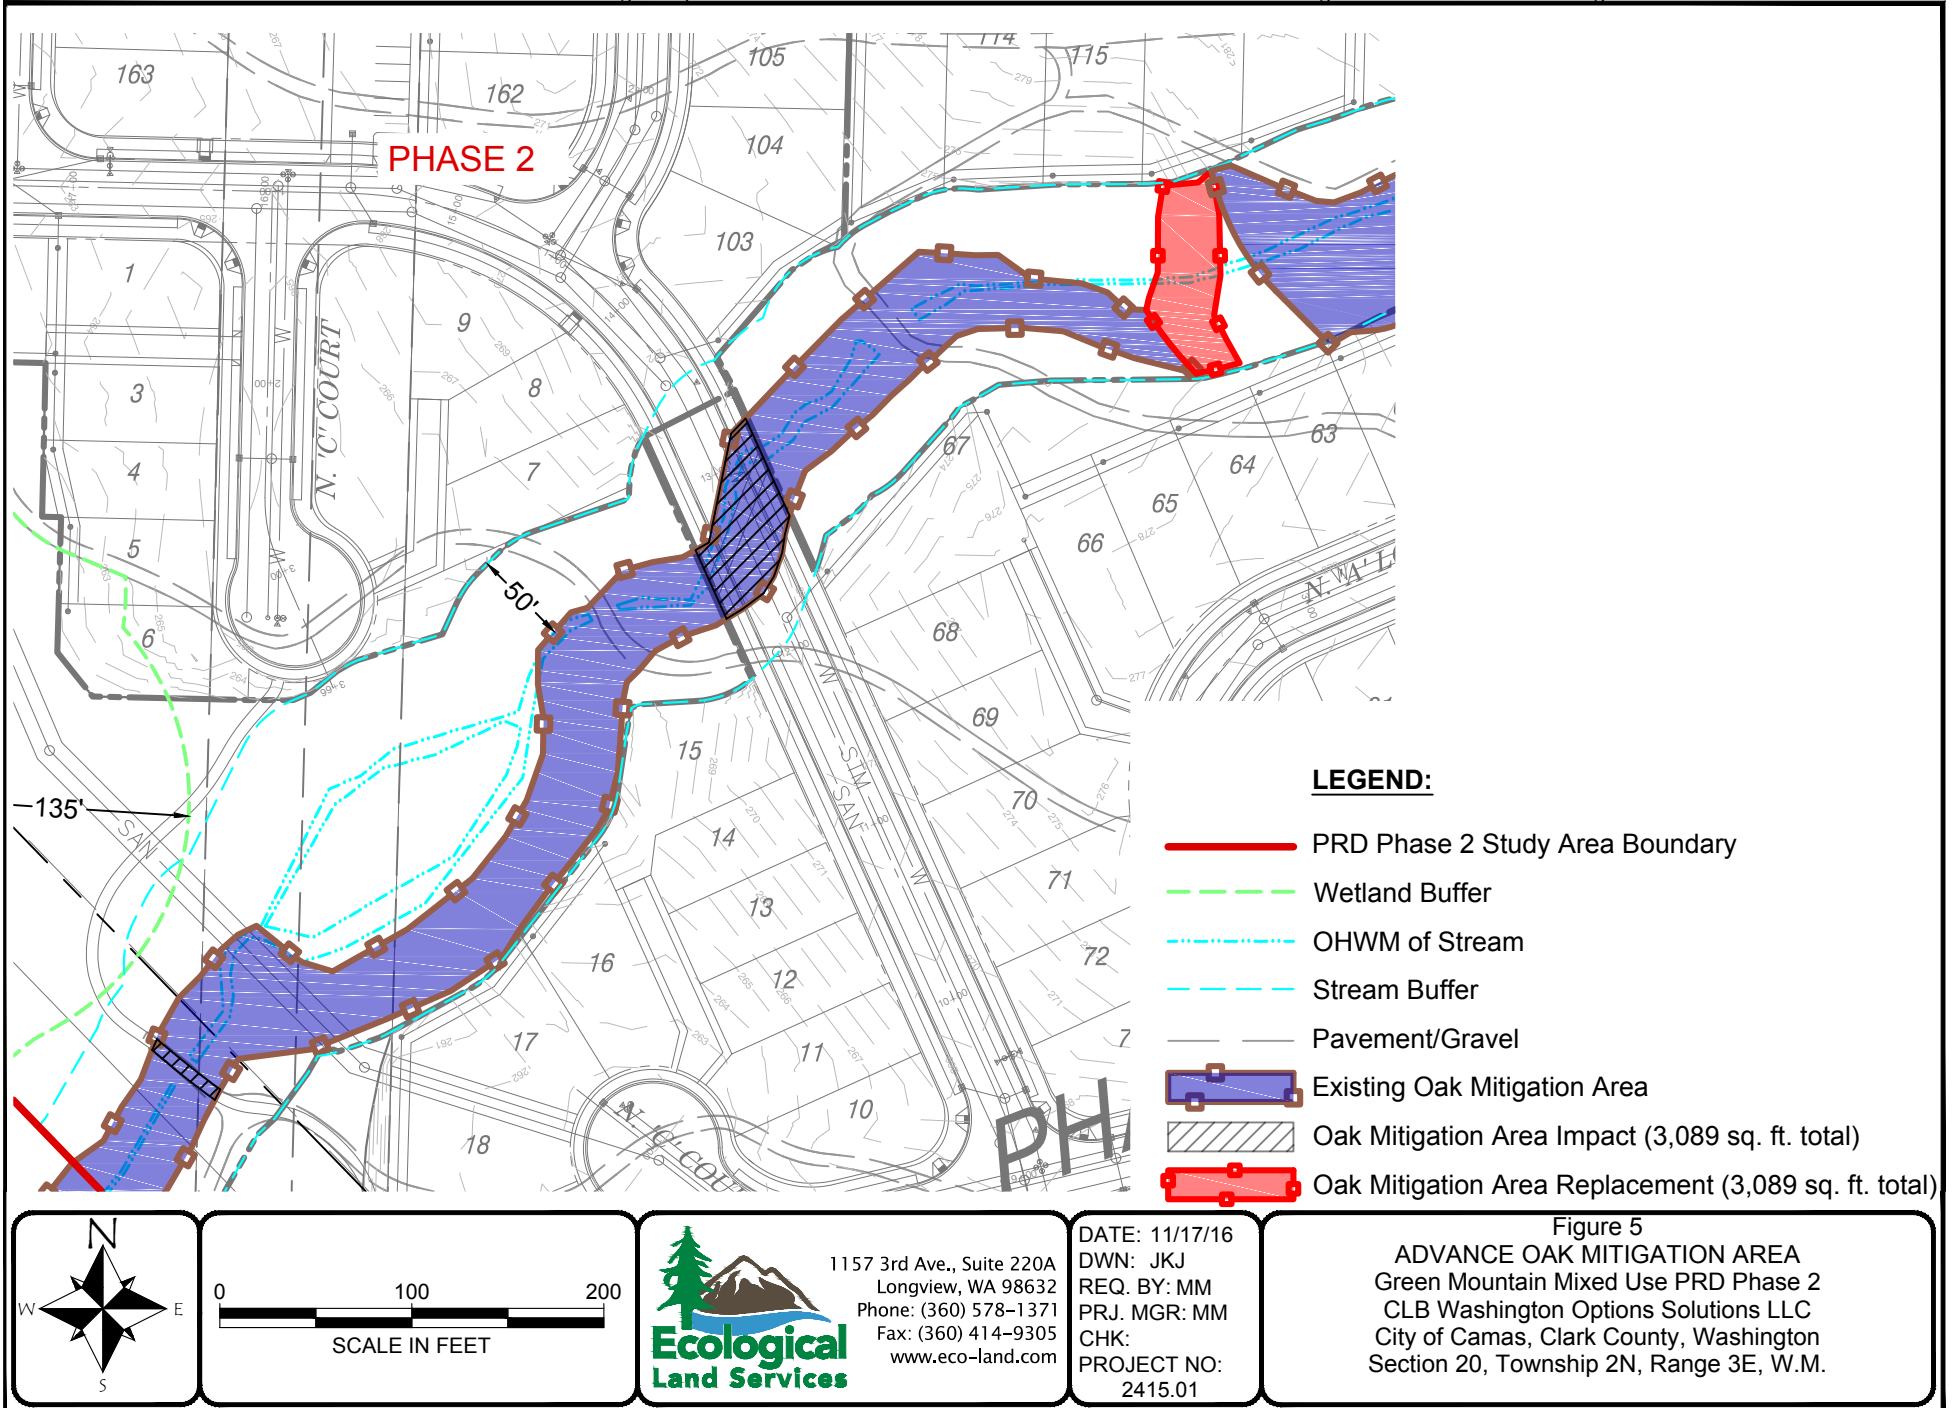 163
162
105
114
115
PHASE 2
104
103
1
9
8
3
7
4
5
6
N. 'C' COURT
50'
135'
67
63
64
65
66
68
69
70
71
72
15
14
13
12
11
10
16
17
18
SAN
SIM
SAN
W
W
PH
LEGEND:
PRD Phase 2 Study Area Boundary
Wetland Buffer
OHWM of Stream
Stream Buffer
Pavement/Gravel
Existing Oak Mitigation Area
Oak Mitigation Area Impact (3,089 sq. ft. total)
Oak Mitigation Area Replacement (3,089 sq. ft. total)
N
W
E
S
0 100 200
SCALE IN FEET
Ecological
Land Services
1157 3rd Ave., Suite 220A
Longview, WA 98632
Phone: (360) 578-1371
Fax: (360) 414-9305
www.eco-land.com
DATE: 11/17/16
DWN: JKJ
REQ. BY: MM
PRJ. MGR: MM
CHK:
PROJECT NO:
2415.01
Figure 5
ADVANCE OAK MITIGATION AREA
Green Mountain Mixed Use PRD Phase 2
CLB Washington Options Solutions LLC
City of Camas, Clark County, Washington
Section 20, Township 2N, Range 3E, W.M.